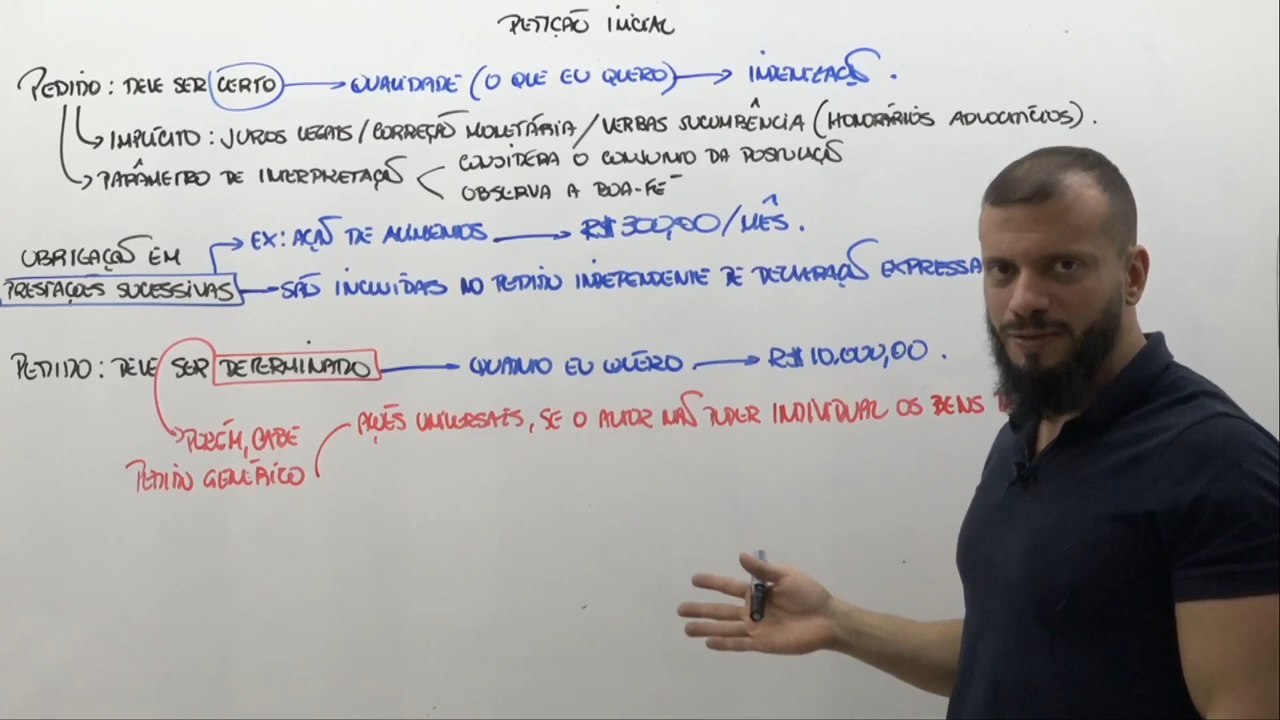 PETIÇÃO INICIAL
PEDIDO: DEVE SER CERTO → QUALIDADE (O QUE EU QUERO) → INDENIZAÇÃO.
IMPLÍCITO: JUROS LEGAIS/CORREÇÃO MONETÁRIA/VERBAS SUCUMBÊNCIA (HONORÁRIOS ADVOCATÍCIOS).
PARÂMETRO DE INTERPRETAÇÃO
CONSIDERA O CONJUNTO DA POSTULAÇÃO
OBSERVA A BOA-FÉ
OBRIGAÇÃO EM
PRESTAÇÕES SUCESSIVAS
EX: AÇÃO DE ALIMENTOS → R$ 300,00/MÊS.
SÃO INCLUÍDAS NO PEDIDO INDEPENDENTE DE DECLARAÇÃO EXPRESSA
PEDIDO: DEVE SER DETERMINADO → QUANTO EU QUERO → R$ 10.000,00.
PORÉM, CABE
PEDIDO GENÉRICO
AÇÕES UNIVERSAIS, SE O AUTOR NÃO PUDER INDIVIDUAL OS BENS